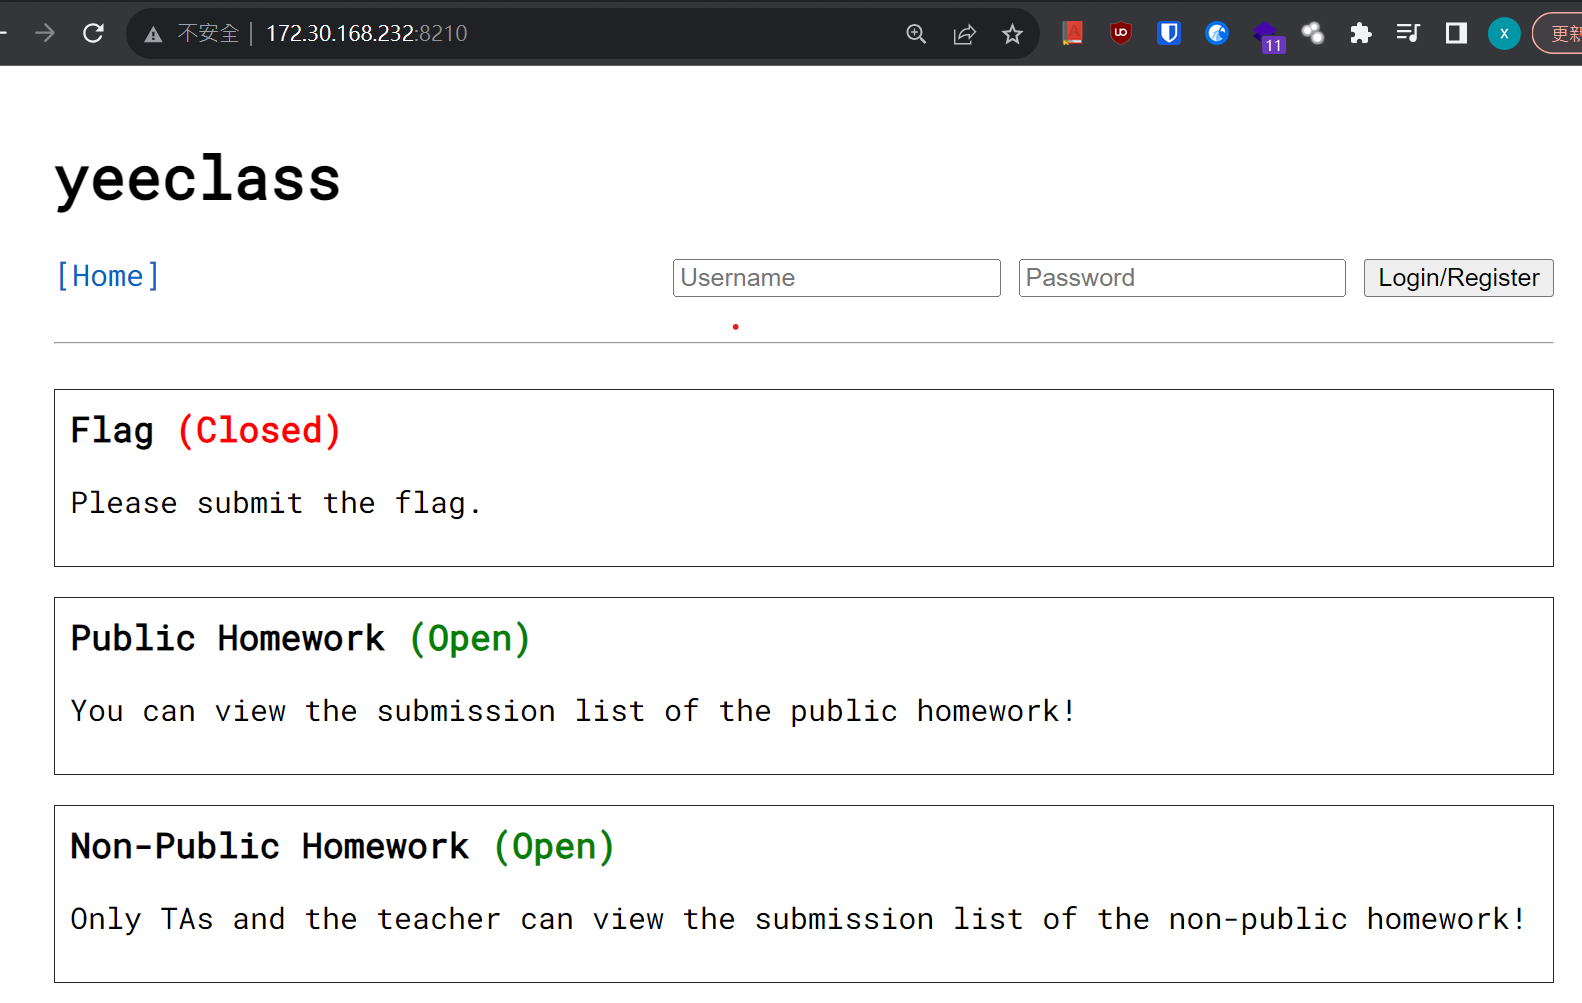 不安全 | 172.30.168.232:8210
11
X
yeeclass
[Home] Username Password Login/Register
Flag (Closed)
Please submit the flag.
Public Homework (Open)
You can view the submission list of the public homework!
Non-Public Homework (Open)
Only TAs and the teacher can view the submission list of the non-public homework!